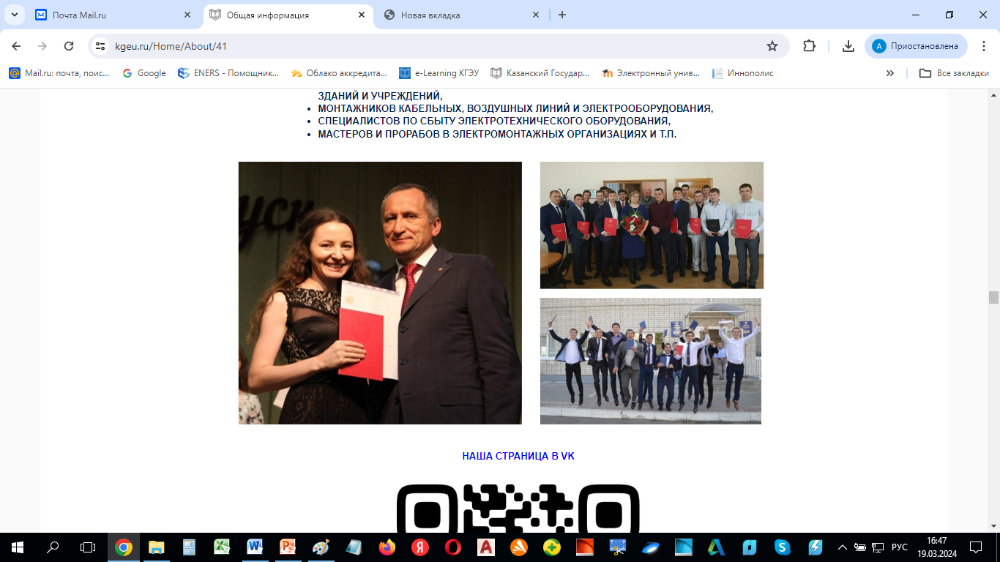 Почта Mail.ru
Общая информация
Новая вкладка
kgeu.ru/Home/About/41
Приостановлена
Mail.ru: почта, поис...
Google
ENERS - Помощник...
Облако аккредита...
e-Learning КГЭУ
Казанский Государ...
Электронный унив...
Иннополис
Все закладки
ЗДАНИЙ И УЧРЕЖДЕНИЙ,
• МОНТАЖНИКОВ КАБЕЛЬНЫХ, ВОЗДУШНЫХ ЛИНИЙ И ЭЛЕКТРООБОРУДОВАНИЯ,
• СПЕЦИАЛИСТОВ ПО СБЫТУ ЭЛЕКТРОТЕХНИЧЕСКОГО ОБОРУДОВАНИЯ,
• МАСТЕРОВ И ПРОРАБОВ В ЭЛЕКТРОМОНТАЖНЫХ ОРГАНИЗАЦИЯХ И Т.П.
уск
НАША СТРАНИЦА В VK
РУС
16:47
19.03.2024